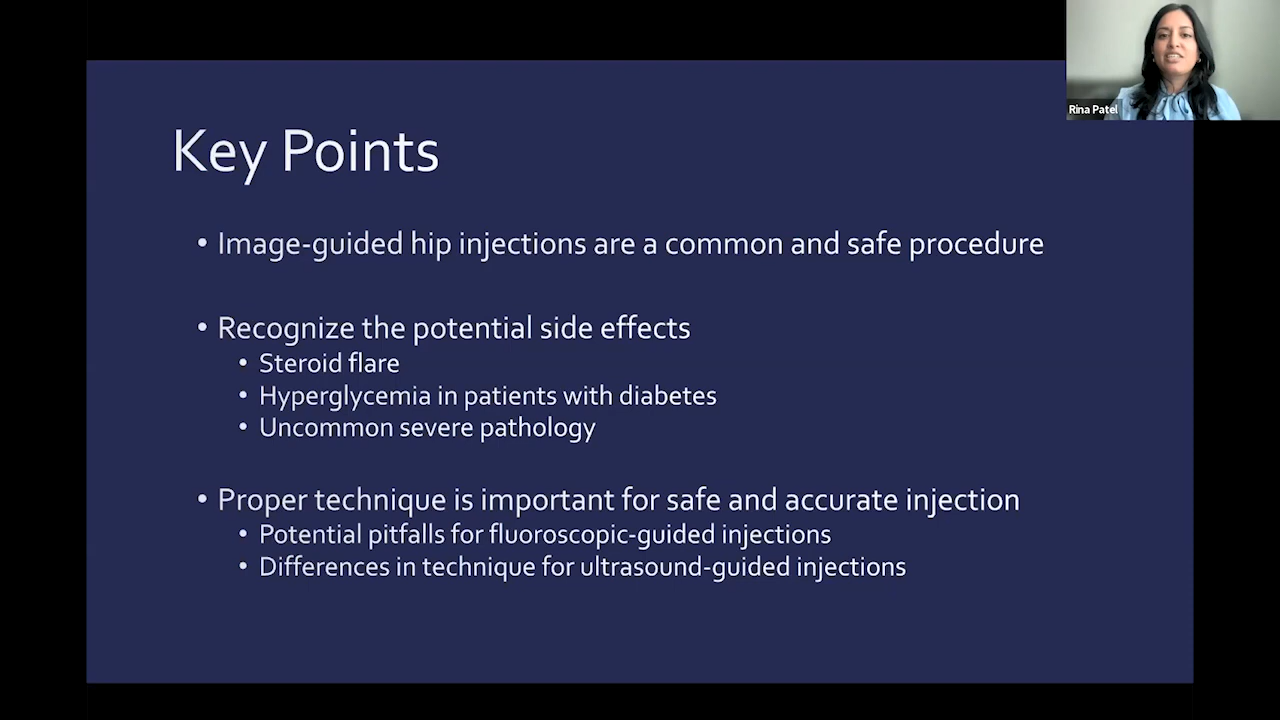 Rina Patel
Key Points
• Image-guided hip injections are a common and safe procedure
• Recognize the potential side effects
• Steroid flare
• Hyperglycemia in patients with diabetes
• Uncommon severe pathology
• Proper technique is important for safe and accurate injection
• Potential pitfalls for fluoroscopic-guided injections
• Differences in technique for ultrasound-guided injections